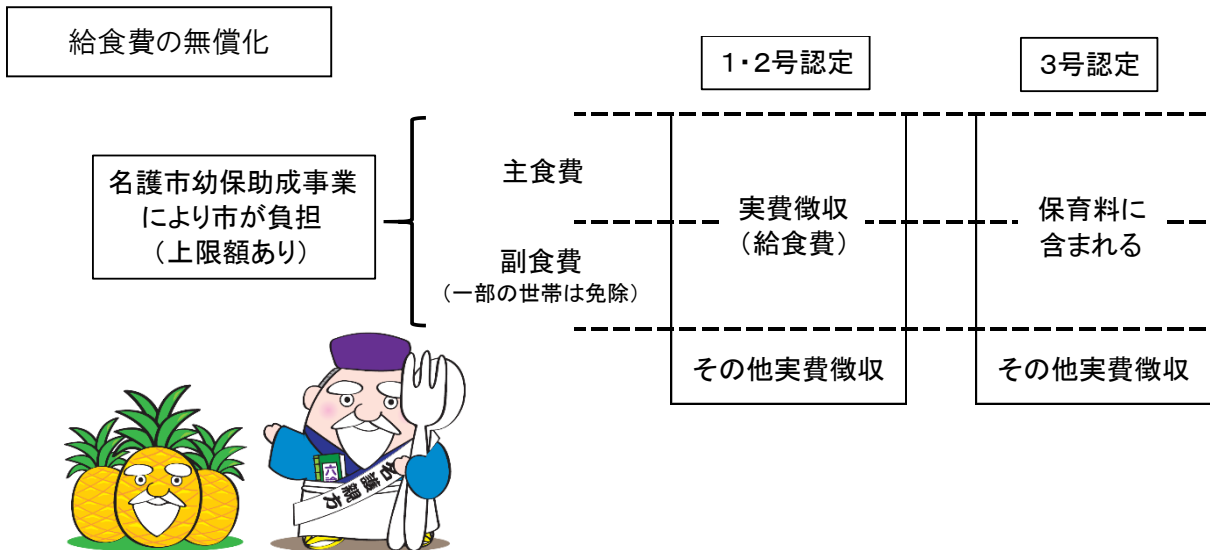 給食費の無償化
1・2号認定
3号認定
名護市幼保助成事業
により市が負担
（上限額あり）
主食費
副食費
（一部の世帯は免除）
実費徴収
（給食費）
保育料に
含まれる
その他実費徴収
その他実費徴収
六諭
名護親方